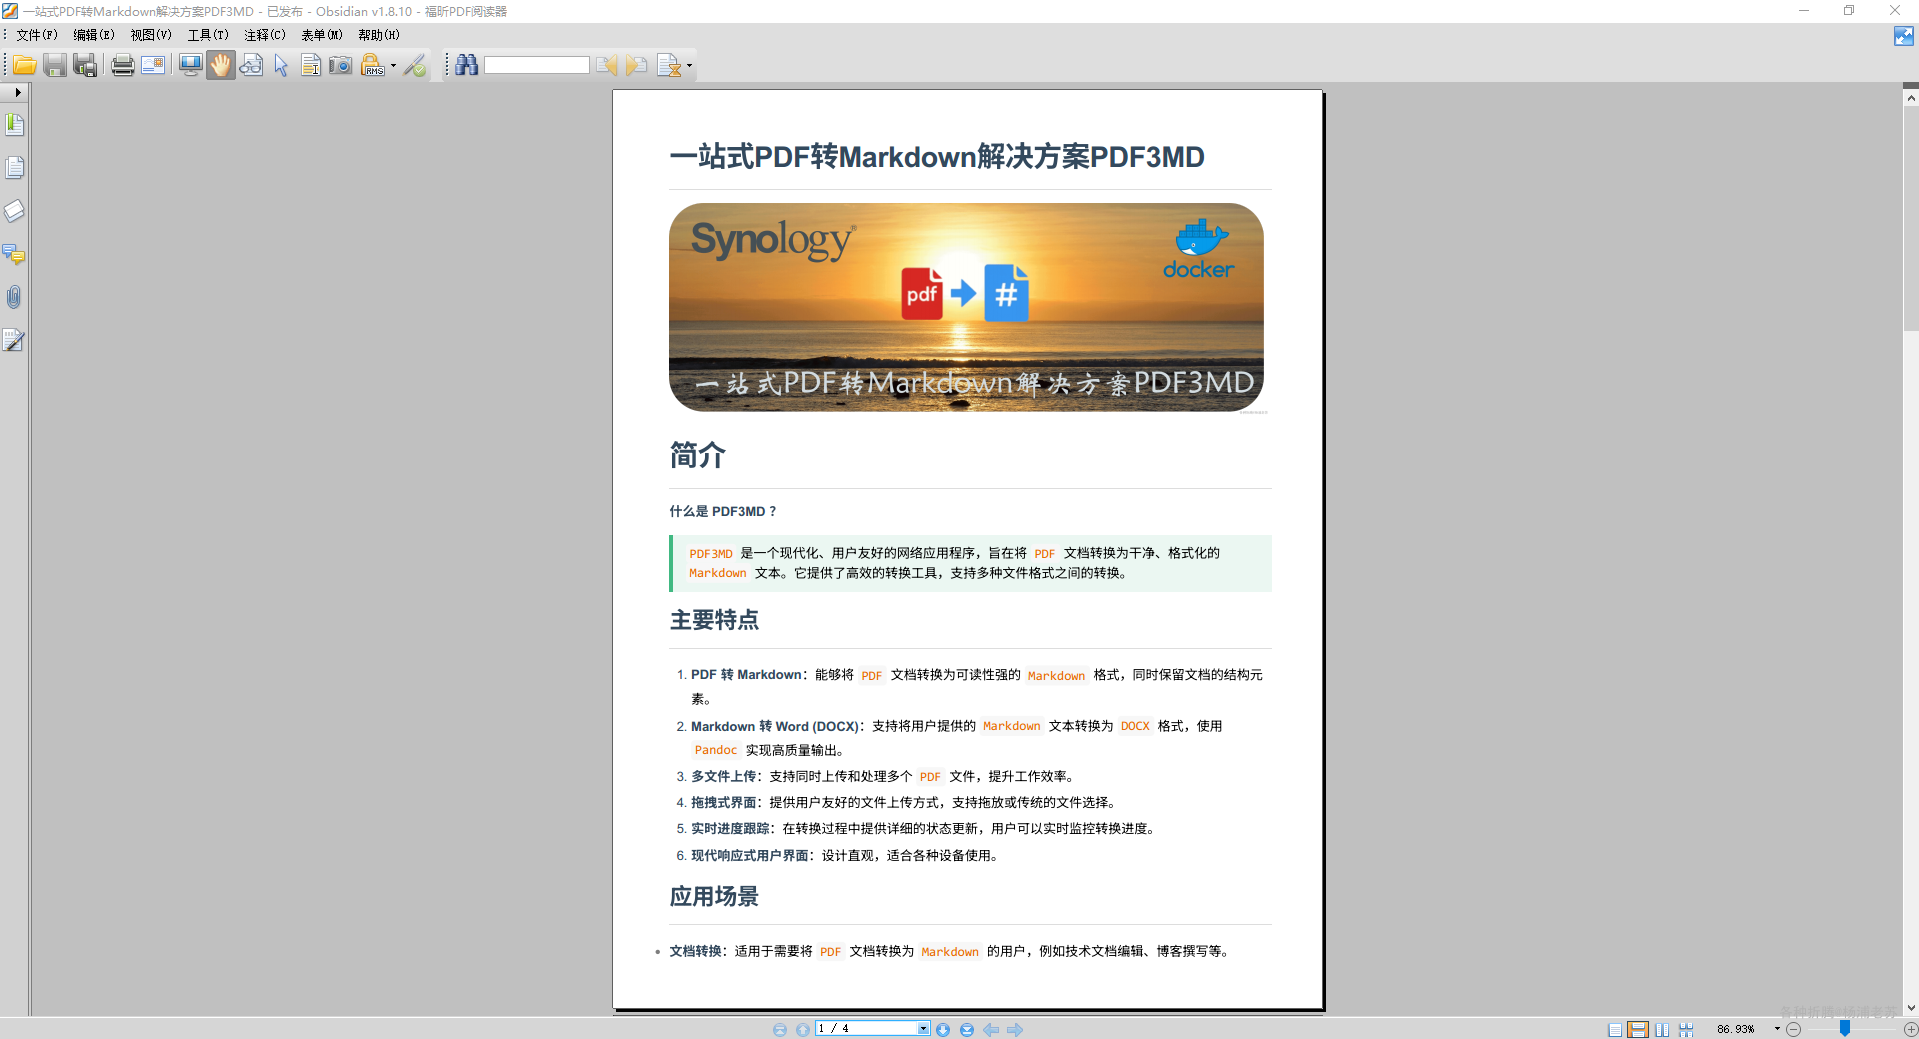 一站式PDF转Markdown解决方案PDF3MD - 已发布 - Obsidian v1.8.10 - 福昕PDF阅读器
文件(F) 编辑(E) 视图(V) 工具(T) 注释(C) 表单(M) 帮助(H)
RMS
一站式PDF转Markdown解决方案PDF3MD
Synology®
docker
pdf
#
一站式PDF转Markdown解决方案PDF3MD
简介
什么是 PDF3MD ？
PDF3MD 是一个现代化、用户友好的网络应用程序，旨在将 PDF 文档转换为干净、格式化的
Markdown 文本。它提供了高效的转换工具，支持多种文件格式之间的转换。
主要特点
1. PDF 转 Markdown：能够将 PDF 文档转换为可读性强的 Markdown 格式，同时保留文档的结构元
素。
2. Markdown 转 Word (DOCX)：支持将用户提供的 Markdown 文本转换为 DOCX 格式，使用
Pandoc 实现高质量输出。
3. 多文件上传：支持同时上传和处理多个 PDF 文件，提升工作效率。
4. 拖拽式界面：提供用户友好的文件上传方式，支持拖放或传统的文件选择。
5. 实时进度跟踪：在转换过程中提供详细的状态更新，用户可以实时监控转换进度。
6. 现代响应式用户界面：设计直观，适合各种设备使用。
应用场景
• 文档转换：适用于需要将 PDF 文档转换为 Markdown 的用户，例如技术文档编辑、博客撰写等。
1 / 4
86.93%